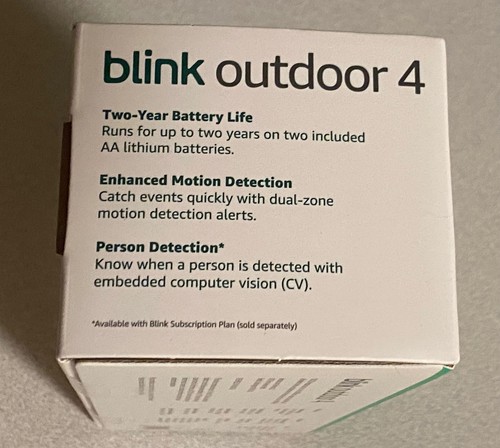 blink outdoor 4
Two-Year Battery Life
Runs for up to two years on two included
AA lithium batteries.
Enhanced Motion Detection
Catch events quickly with dual-zone
motion detection alerts.
Person Detection*
Know when a person is detected with
embedded computer vision (CV).
*Available with Blink Subscription Plan (sold separately)